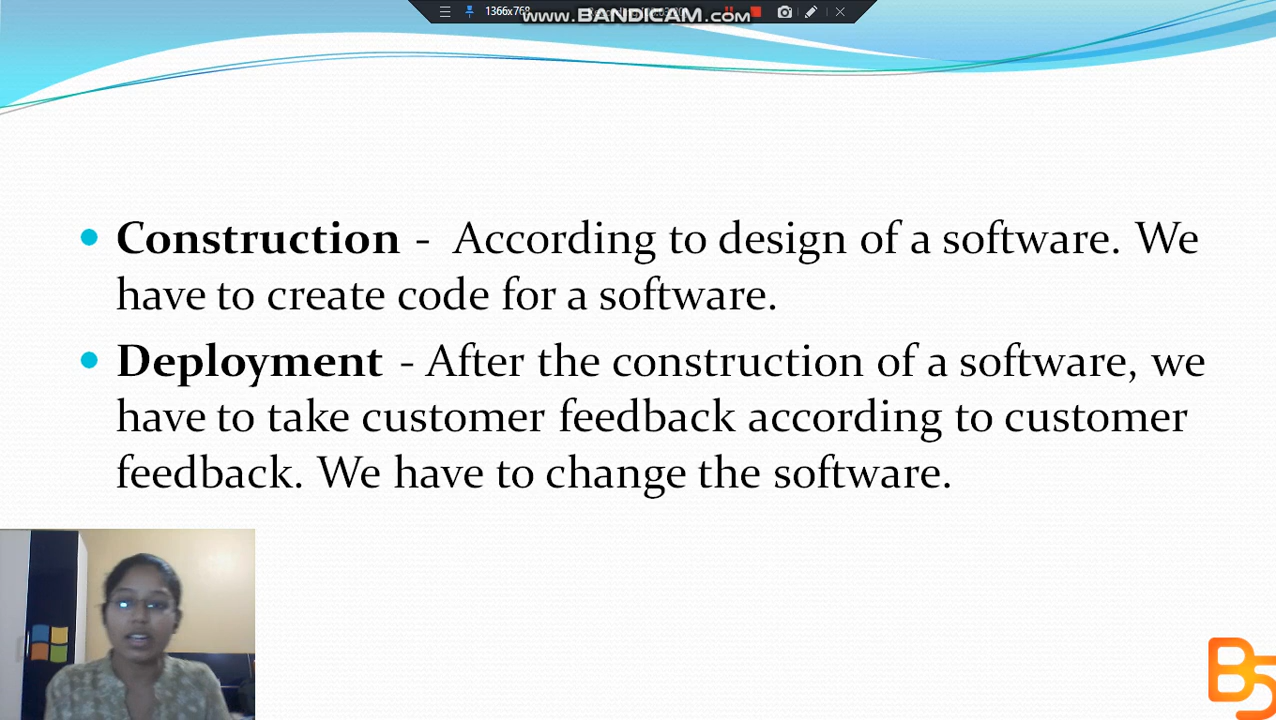 1366x768
www.BANDICAM.com
Construction - According to design of a software. We
have to create code for a software.
Deployment - After the construction of a software, we
have to take customer feedback according to customer
feedback. We have to change the software.
B5